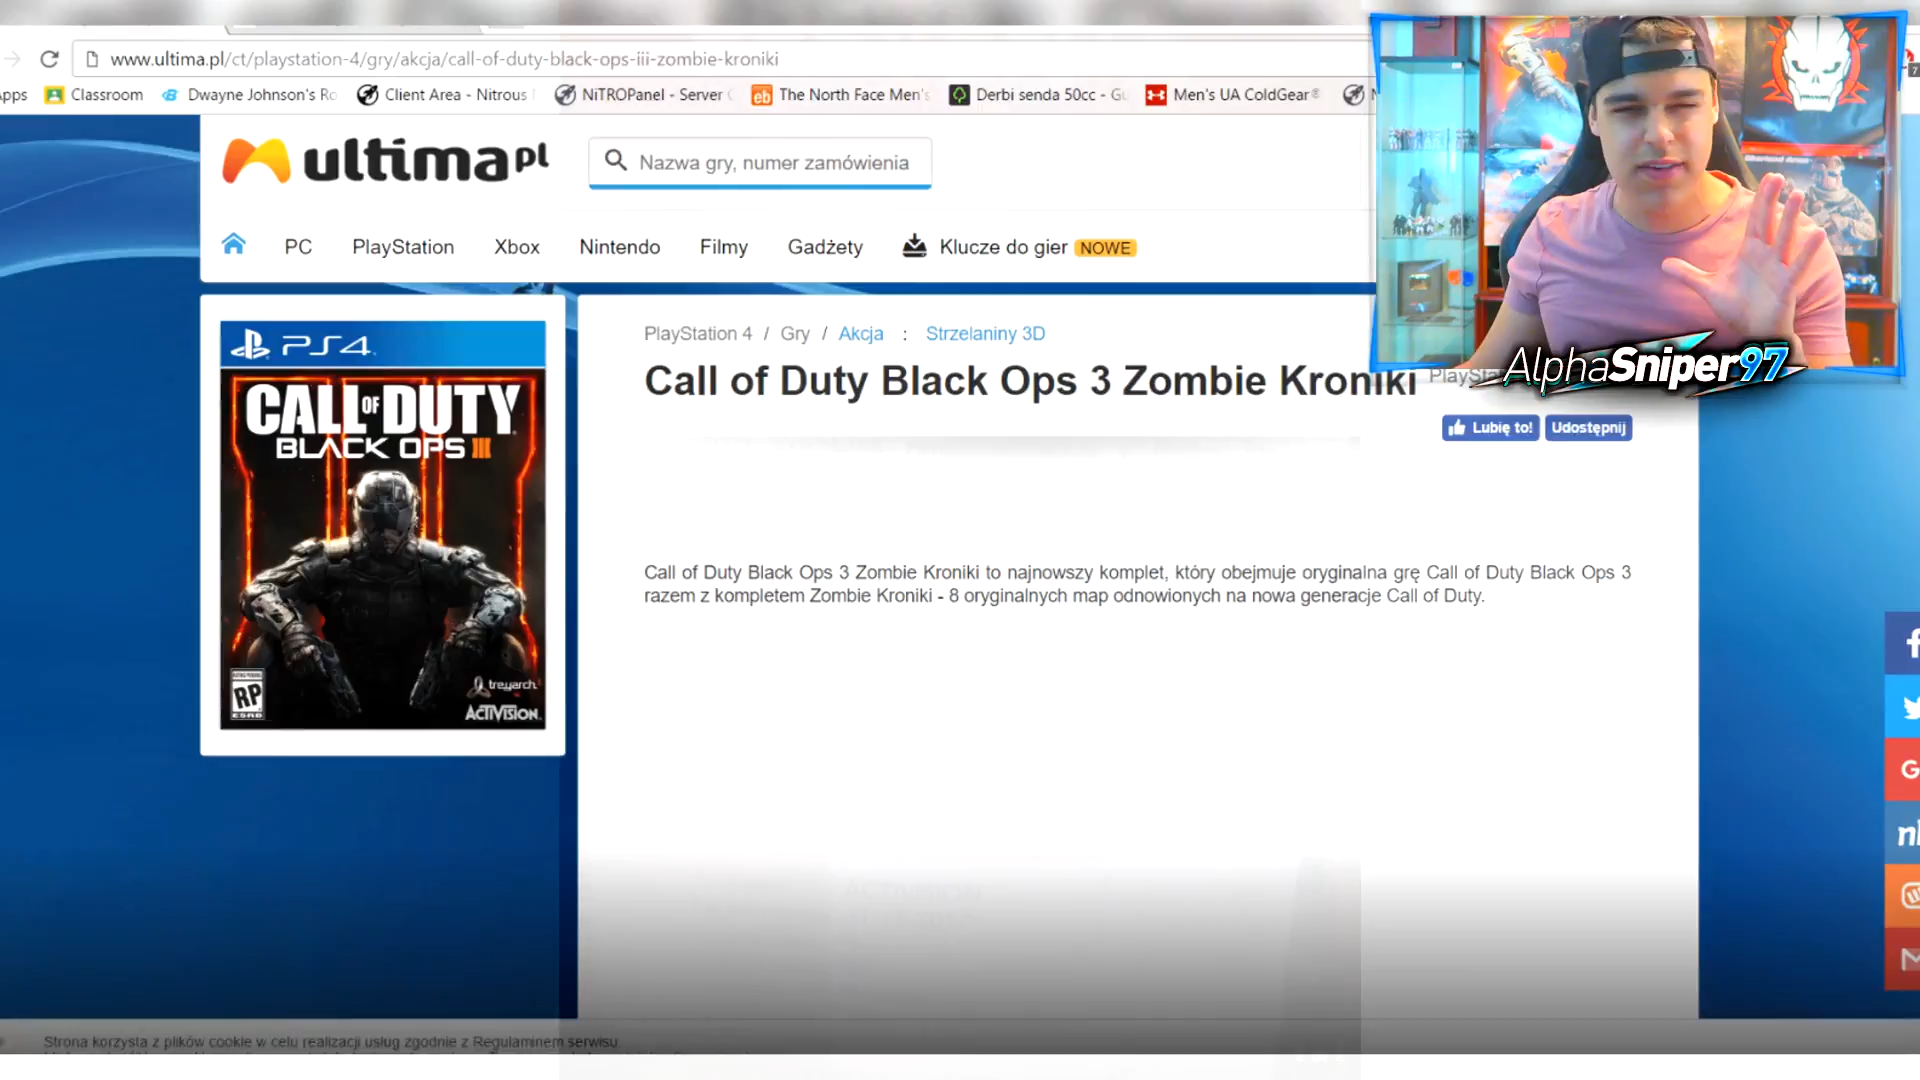 www.ultima.pl/ct/playstation-4/gry/akcja/call-of-duty-black-ops-iii-zombie-kroniki
Classroom Dwayne Johnson's Client Area - Nitrous NiTROPanel - Server The North Face Men's Derbi senda 50cc - Men's UA ColdGear®
ultima pl
Nazwa gry, numer zamówienia
PC PlayStation Xbox Nintendo Filmy Gadżety Klucze do gier NOWE
PS4
CALL OF DUTY
BLACK OPS III
RP
ESRB
treyarch
ACTIVISION
PlayStation 4 / Gry / Akcja : Strzelaniny 3D
Call of Duty Black Ops 3 Zombie Kroniki
AlphaSniper97
Lubię to! Udostępnij
Call of Duty Black Ops 3 Zombie Kroniki to najnowszy komplet, który obejmuje oryginalna grę Call of Duty Black Ops 3
razem z kompletem Zombie Kroniki - 8 oryginalnych map odnowionych na nowa generacje Call of Duty.
Strona korzysta z plików cookie w celu realizacji usług zgodnie z Regulaminem serwisu.